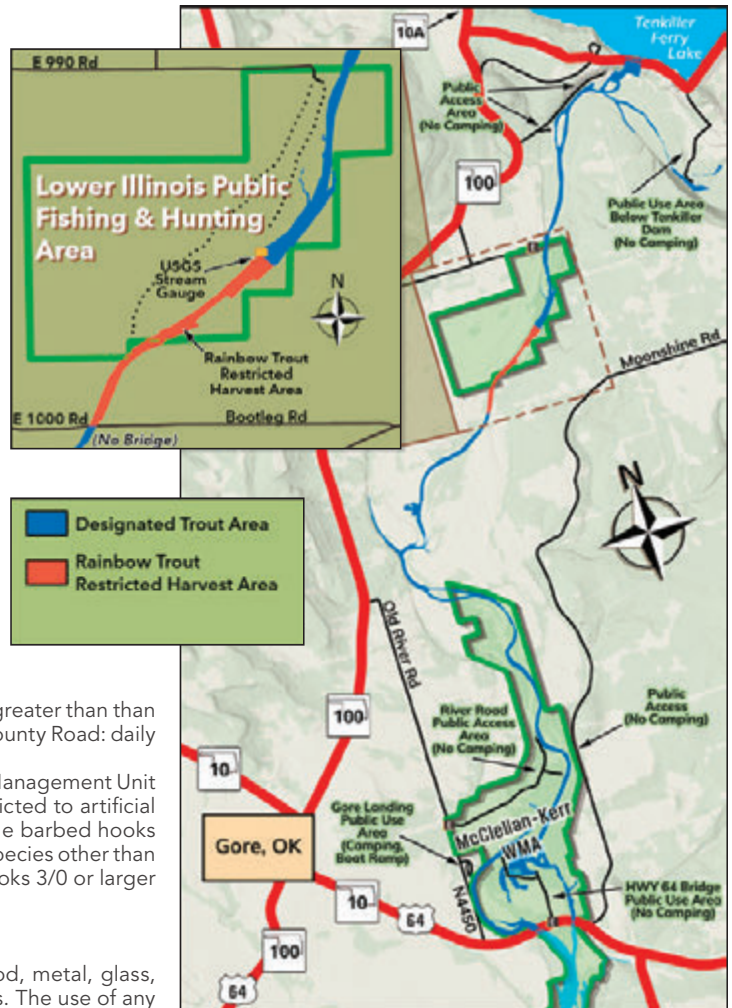 E 990 Rd
Lower Illinois Public
Fishing & Hunting
Area
USGS
Stream
Gauge
N
Rainbow Trout
Restricted
Harvest Area
E 1000 Rd
Bootleg Rd
(No Bridge)
Designated Trout Area
Rainbow Trout
Restricted Harvest Area
10A
Tenkiller
Ferry
Lake
Public
Access
Area
(No Camping)
100
Public Use Area
Below Tenkiller
Dam
(No Camping)
Moonshine Rd
N
Old River Rd
100
River Road
Public Access
Area
(No Camping)
Public
Access
(No Camping)
10
Gore Landing
Public Use
Area
(Camping,
Boat Ramp)
McClellan-Kerr
WMA
Gore, OK
N4450
HWY 64 Bridge
Public Use Area
(No Camping)
10
64
100
64
greater than than
ounty Road: daily
Management Unit
icted to artificial
e barbed hooks
pecies other than
oks 3/0 or larger
od, metal, glass,
s. The use of any